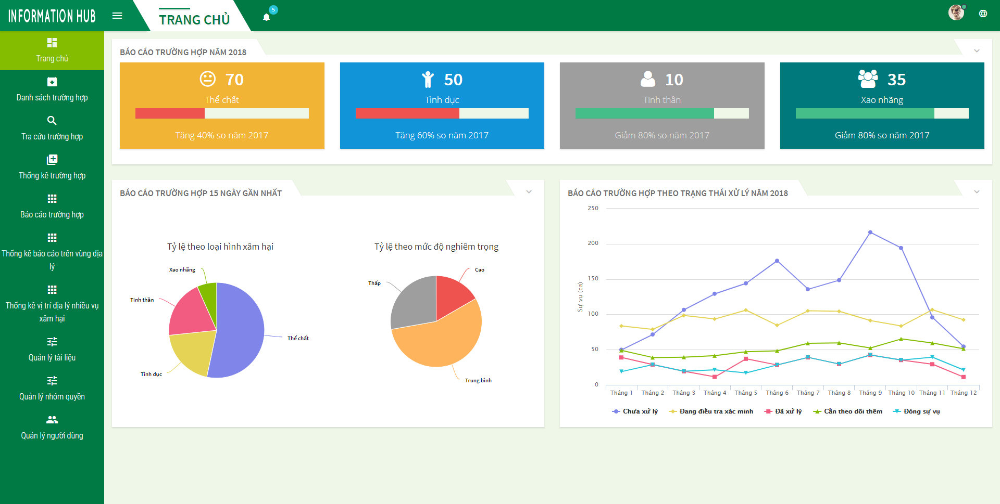 INFORMATION HUB
TRANG CHỦ
5
Trang chủ
Danh sách trường hợp
Tra cứu trường hợp
Thống kê trường hợp
Báo cáo trường hợp
Thống kê báo cáo trên vùng địa
lý
Thống kê vị trí địa lý nhiều vụ
xâm hại
Quản lý tài liệu
Quản lý nhóm quyền
Quản lý người dùng
BÁO CÁO TRƯỜNG HỢP NĂM 2018
70
Thể chất
Tăng 40% so năm 2017
50
Tình dục
Tăng 60% so năm 2017
10
Tinh thần
Giảm 80% so năm 2017
35
Xao nhãng
Giảm 80% so năm 2017
BÁO CÁO TRƯỜNG HỢP 15 NGÀY GẦN NHẤT
Tỷ lệ theo loại hình xâm hại
Xao nhãng
Tinh thần
Thể chất
Tình dục
Tỷ lệ theo mức độ nghiêm trọng
Cao
Thấp
Trung bình
BÁO CÁO TRƯỜNG HỢP THEO TRẠNG THÁI XỬ LÝ NĂM 2018
Sự vụ (ca)
250
200
150
100
50
0
Tháng 1 Tháng 2 Tháng 3 Tháng 4 Tháng 5 Tháng 6 Tháng 7 Tháng 8 Tháng 9 Tháng 10 Tháng 11 Tháng 12
Chưa xử lý Đang điều tra xác minh Đã xử lý Cần theo dõi thêm Đóng sự vụ